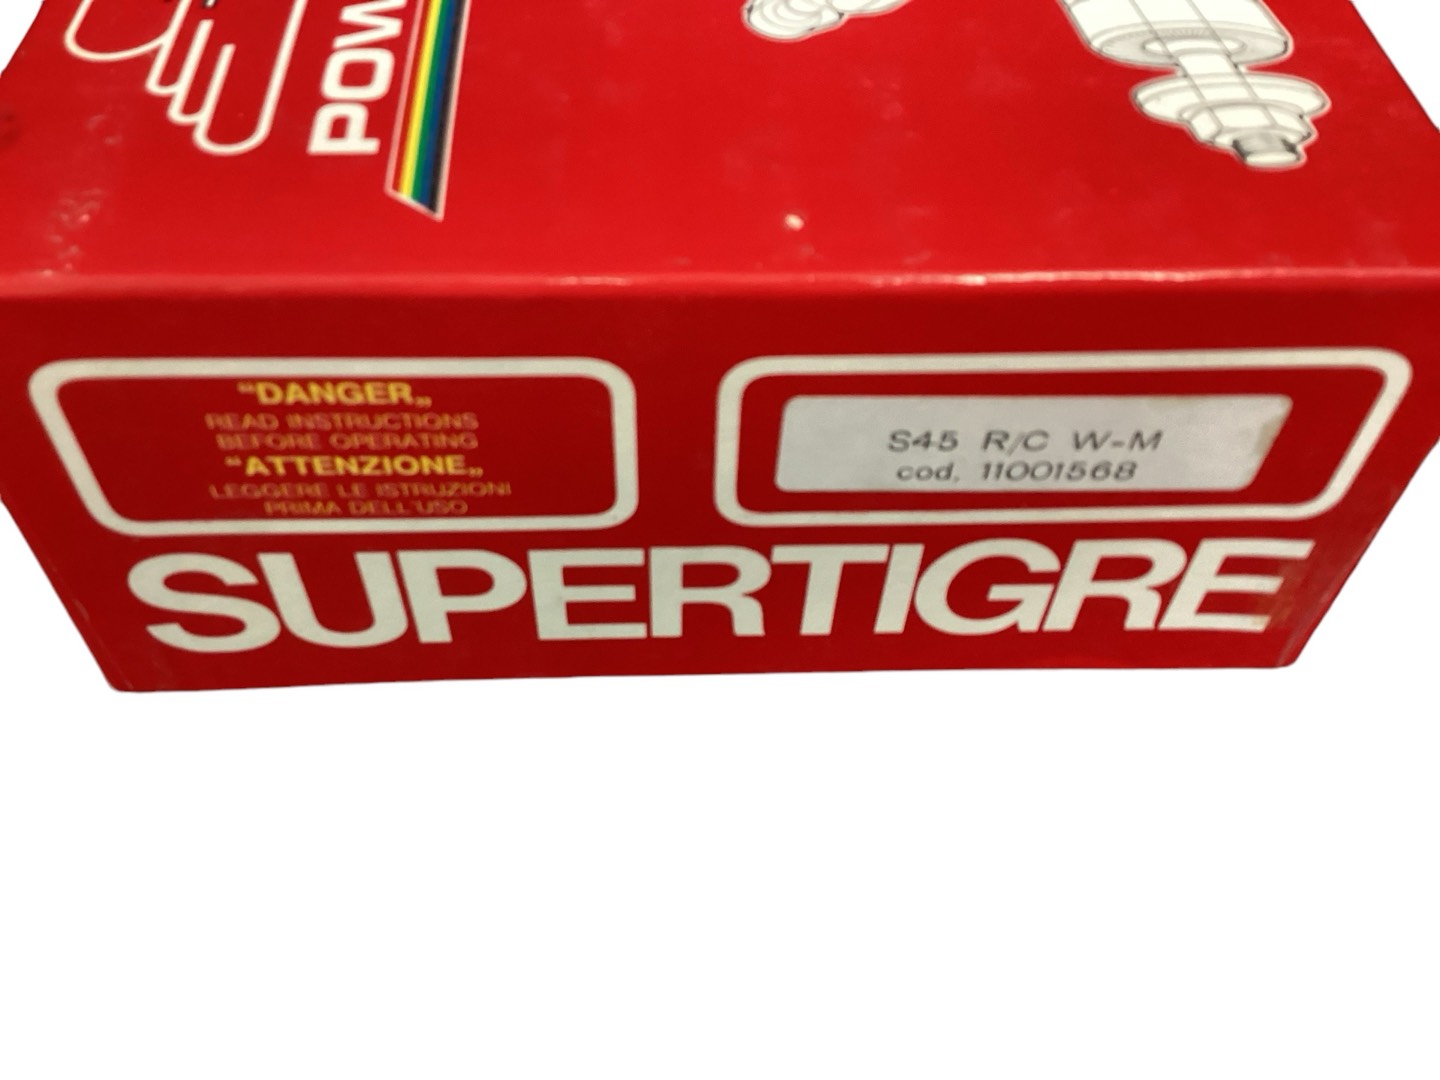 POW
“DANGER„
READ INSTRUCTIONS
BEFORE OPERATING
“ATTENZIONE„
LEGGERE LE ISTRUZIONI
PRIMA DELL'USO
S45 R/C W-M
cod. 11001568
SUPERTIGRE